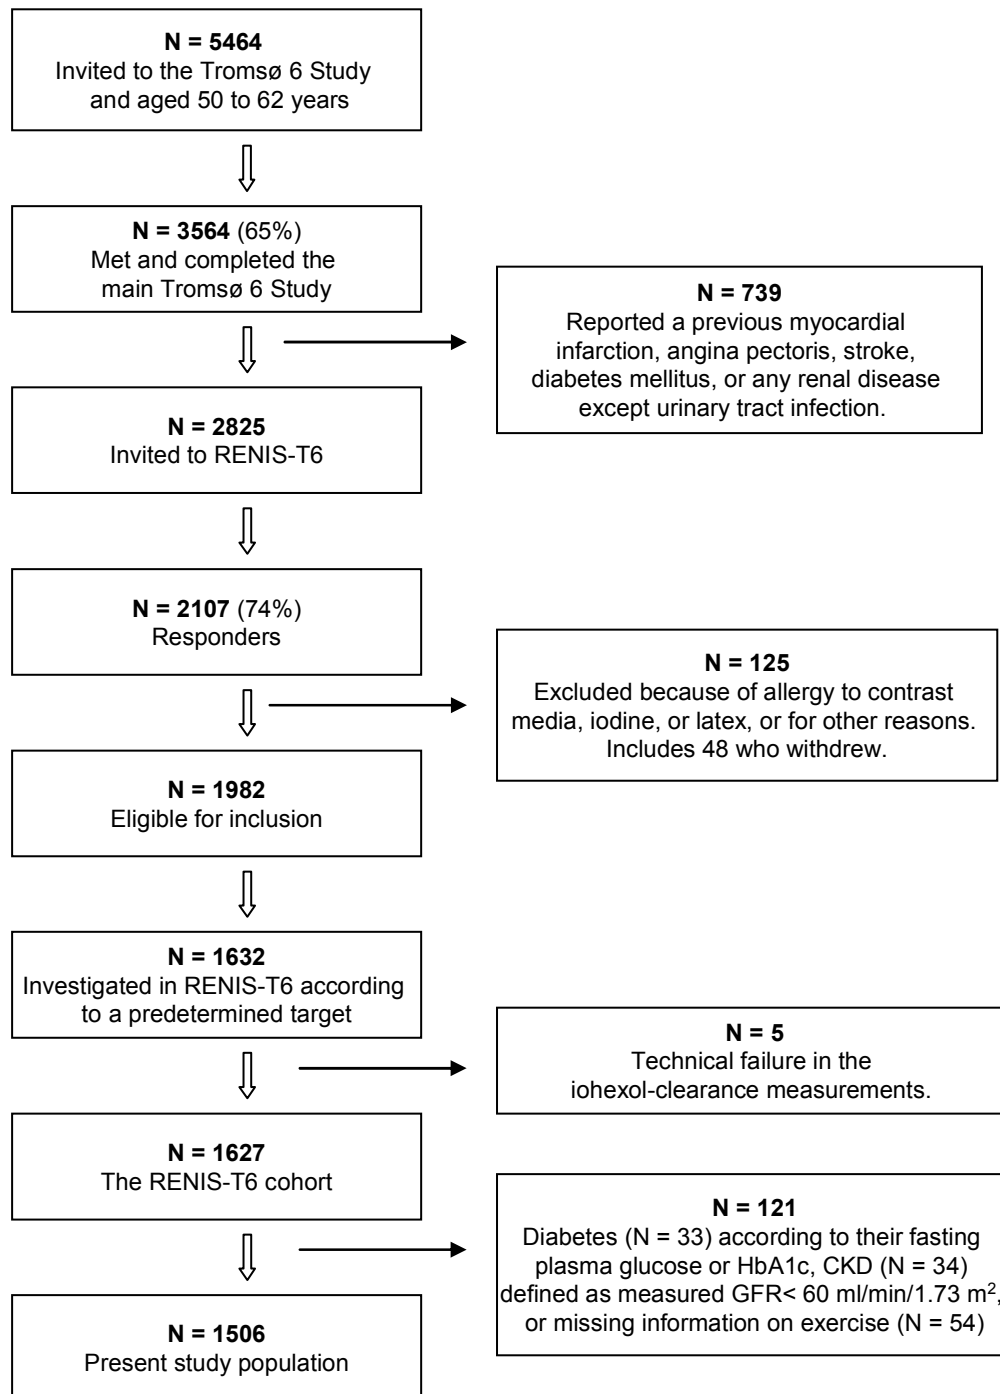 N = 5464
Invited to the Tromsø 6 Study
and aged 50 to 62 years
N = 3564 (65%)
Met and completed the
main Tromsø 6 Study
N = 739
Reported a previous myocardial
infarction, angina pectoris, stroke,
diabetes mellitus, or any renal disease
except urinary tract infection.
N = 2825
Invited to RENIS-T6
N = 2107 (74%)
Responders
N = 125
Excluded because of allergy to contrast
media, iodine, or latex, or for other reasons.
Includes 48 who withdrew.
N = 1982
Eligible for inclusion
N = 1632
Investigated in RENIS-T6 according
to a predetermined target
N = 5
Technical failure in the
iohexol-clearance measurements.
N = 1627
The RENIS-T6 cohort
N = 121
Diabetes (N = 33) according to their fasting
plasma glucose or HbA1c, CKD (N = 34)
defined as measured GFR< 60 ml/min/1.73 m²,
or missing information on exercise (N = 54)
N = 1506
Present study population